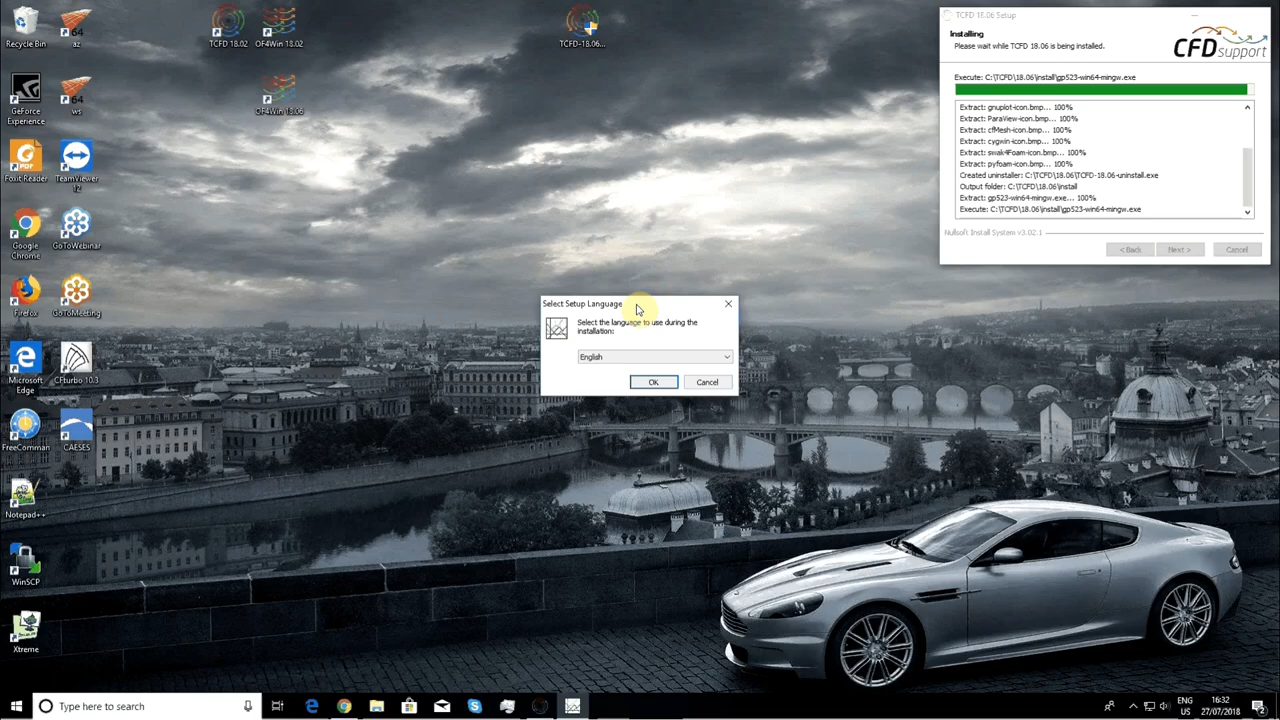 Recycle Bin
64
az
TCFD 18.02
OF4Win 18.02
TCFD-18.06...
GeForce
Experience
64
ws
OF4Win 18.06
PDF
Foxit Reader
TeamViewer
12
Google
Chrome
GoToWebinar
Firefox
GoToMeeting
Microsoft
Edge
CFturbo 10.3
FreeComman
CAESES
Notepad++
WinSCP
Xtreme
TCFD 18.06 Setup
Installing
Please wait while TCFD 18.06 is being installed.
CFDsupport
Execute: C:\TCFD\18.06\install\gp523-win64-mingw.exe
Extract: gnuplot-icon.bmp... 100%
Extract: ParaView-icon.bmp... 100%
Extract: cfMesh-icon.bmp... 100%
Extract: cygwin-icon.bmp... 100%
Extract: swak4Foam-icon.bmp... 100%
Extract: pyfoam-icon.bmp... 100%
Created uninstaller: C:\TCFD\18.06\TCFD-18.06-uninstall.exe
Output folder: C:\TCFD\18.06\install
Extract: gp523-win64-mingw.exe... 100%
Execute: C:\TCFD\18.06\install\gp523-win64-mingw.exe
Nullsoft Install System v3.02.1
< Back
Next >
Cancel
Select Setup Language
Select the language to use during the
installation:
English
OK
Cancel
Type here to search
ENG
US
16:32
27/07/2018
2